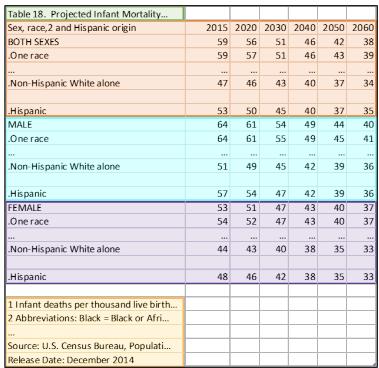 Table 18. Projected Infant Mortality...
Sex, race,2 and Hispanic origin 2015 2020 2030 2040 2050 2060
BOTH SEXES 59 56 51 46 42 38
.One race 59 57 51 46 43 39
... ... ... ... ... ... ...
.Non-Hispanic White alone 47 46 43 40 37 34
.Hispanic 53 50 45 40 37 35
MALE 64 61 54 49 44 40
.One race 64 61 55 49 45 41
... ... ... ... ... ... ...
.Non-Hispanic White alone 51 49 45 42 39 36
.Hispanic 57 54 47 42 39 36
FEMALE 53 51 47 43 40 37
.One race 54 52 47 43 40 37
... ... ... ... ... ... ...
.Non-Hispanic White alone 44 43 40 38 35 33
.Hispanic 48 46 42 38 35 33
1 Infant deaths per thousand live birth...
2 Abbreviations: Black = Black or Afri...
...
Source: U.S. Census Bureau, Populati...
Release Date: December 2014